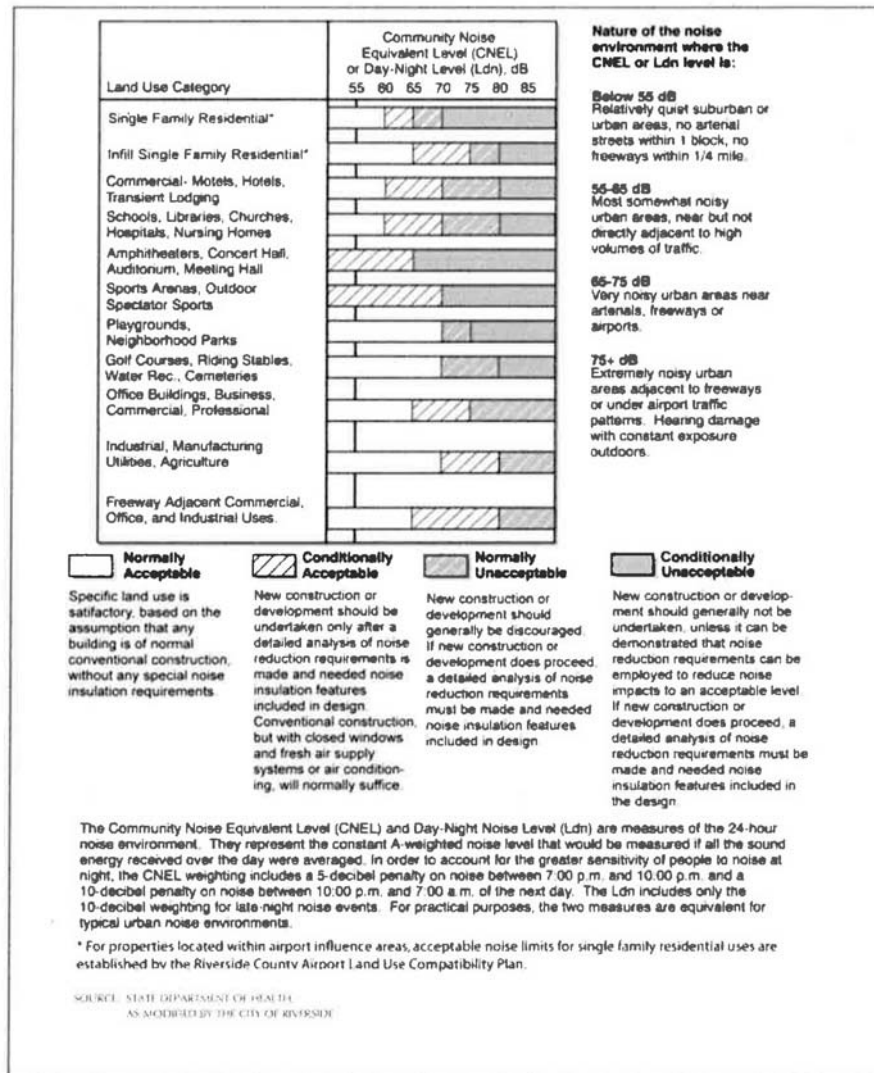 Community Noise
Equivalent Level (CNEL)
or Day-Night Level (Ldn), dB
Land Use Category
55 60 65 70 75 80 85
Single Family Residential*
Infill Single Family Residential*
Commercial- Motels, Hotels,
Transient Lodging
Schools, Libraries, Churches,
Hospitals, Nursing Homes
Amphitheaters, Concert Hall,
Auditorium, Meeting Hall
Sports Arenas, Outdoor
Spectator Sports
Playgrounds,
Neighborhood Parks
Golf Courses, Riding Stables,
Water Rec., Cemeteries
Office Buildings, Business,
Commercial, Professional
Industrial, Manufacturing
Utilities, Agriculture
Freeway Adjacent Commercial,
Office, and Industrial Uses.
Nature of the noise
environment where the
CNEL or Ldn level is:
Below 55 dB
Relatively quiet suburban or
urban areas, no arterial
streets within 1 block, no
freeways within 1/4 mile.
55-65 dB
Most somewhat noisy
urban areas, near but not
directly adjacent to high
volumes of traffic.
65-75 dB
Very noisy urban areas near
arterials, freeways or
airports.
75+ dB
Extremely noisy urban
areas adjacent to freeways
or under airport traffic
patterns. Hearing damage
with constant exposure
outdoors.
Normally
Acceptable
Specific land use is
satifactory, based on the
assumption that any
building is of normal
conventional construction,
without any special noise
insulation requirements
Conditionally
Acceptable
New construction or
development should be
undertaken only after a
detailed analysis of noise
reduction requirements is
made and needed noise
insulation features
included in design.
Conventional construction,
but with closed windows
and fresh air supply
systems or air condition-
ing, will normally suffice.
Normally
Unacceptable
New construction or
development should
generally be discouraged.
If new construction or
development does proceed,
a detailed analysis of noise
reduction requirements
must be made and needed
noise insulation features
included in design
Conditionally
Unacceptable
New construction or develop-
ment should generally not be
undertaken, unless it can be
demonstrated that noise
reduction requirements can be
employed to reduce noise
impacts to an acceptable level.
If new construction or
development does proceed, a
detailed analysis of noise
reduction requirements must be
made and needed noise
insulation features included in
the design.
The Community Noise Equivalent Level (CNEL) and Day-Night Noise Level (Ldn) are measures of the 24-hour
noise environment. They represent the constant A-weighted noise level that would be measured if all the sound
energy received over the day were averaged. In order to account for the greater sensitivity of people to noise at
night, the CNEL weighting includes a 5-decibel penalty on noise between 7:00 p.m. and 10:00 p.m. and a
10-decibel penalty on noise between 10:00 p.m. and 7:00 a.m. of the next day. The Ldn includes only the
10-decibel weighting for late-night noise events. For practical purposes, the two measures are equivalent for
typical urban noise environments.
* For properties located within airport influence areas, acceptable noise limits for single family residential uses are
established by the Riverside County Airport Land Use Compatibility Plan.
SOURCE: STATE DEPARTMENT OF HEALTH,
AS MODIFIED BY THE CITY OF RIVERSIDE